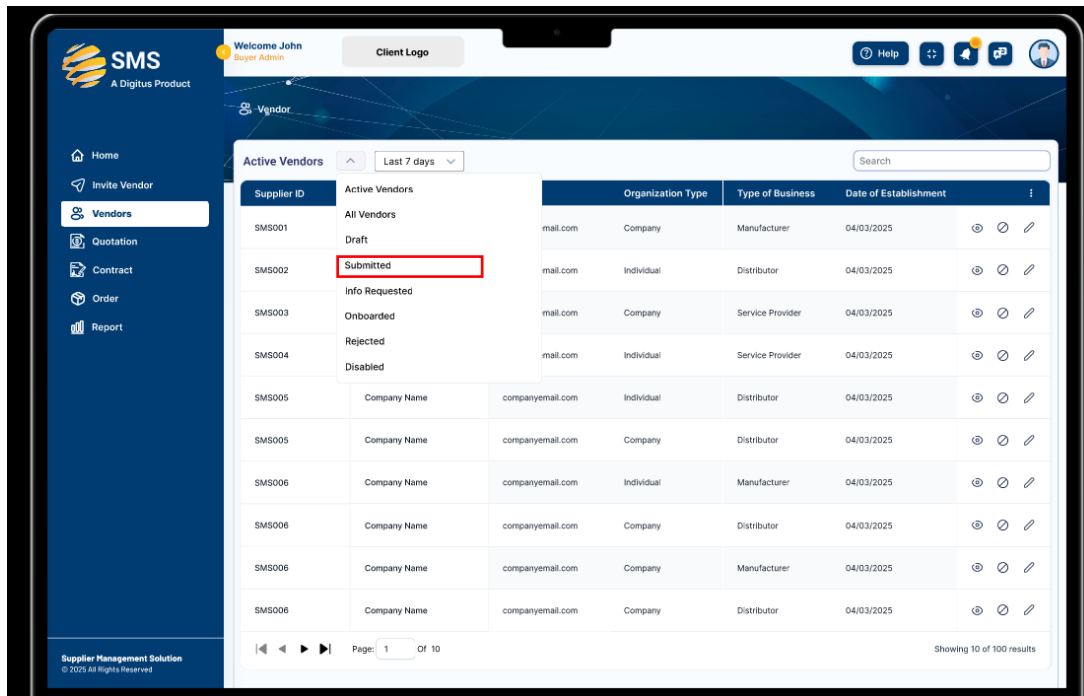 SMS
A Digitus Product
Welcome John
Buyer Admin
Client Logo
Help
Vendor
Home
Invite Vendor
Vendors
Quotation
Contract
Order
Report
Active Vendors
Last 7 days
Search
Supplier ID Organization Type Type of Business Date of Establishment
Active Vendors
All Vendors
Draft
Submitted
Info Requested
Onboarded
Rejected
Disabled
SMS001 email.com Company Manufacturer 04/03/2025
SMS002 mail.com Individual Distributor 04/03/2025
SMS003 email.com Company Service Provider 04/03/2025
SMS004 email.com Individual Service Provider 04/03/2025
SMS005 Company Name companyemail.com Individual Distributor 04/03/2025
SMS005 Company Name companyemail.com Company Distributor 04/03/2025
SMS006 Company Name companyemail.com Individual Manufacturer 04/03/2025
SMS006 Company Name companyemail.com Company Distributor 04/03/2025
SMS006 Company Name companyemail.com Company Manufacturer 04/03/2025
SMS006 Company Name companyemail.com Company Distributor 04/03/2025
Page: 1 Of 10
Showing 10 of 100 results
Supplier Management Solution
© 2025 All Rights Reserved